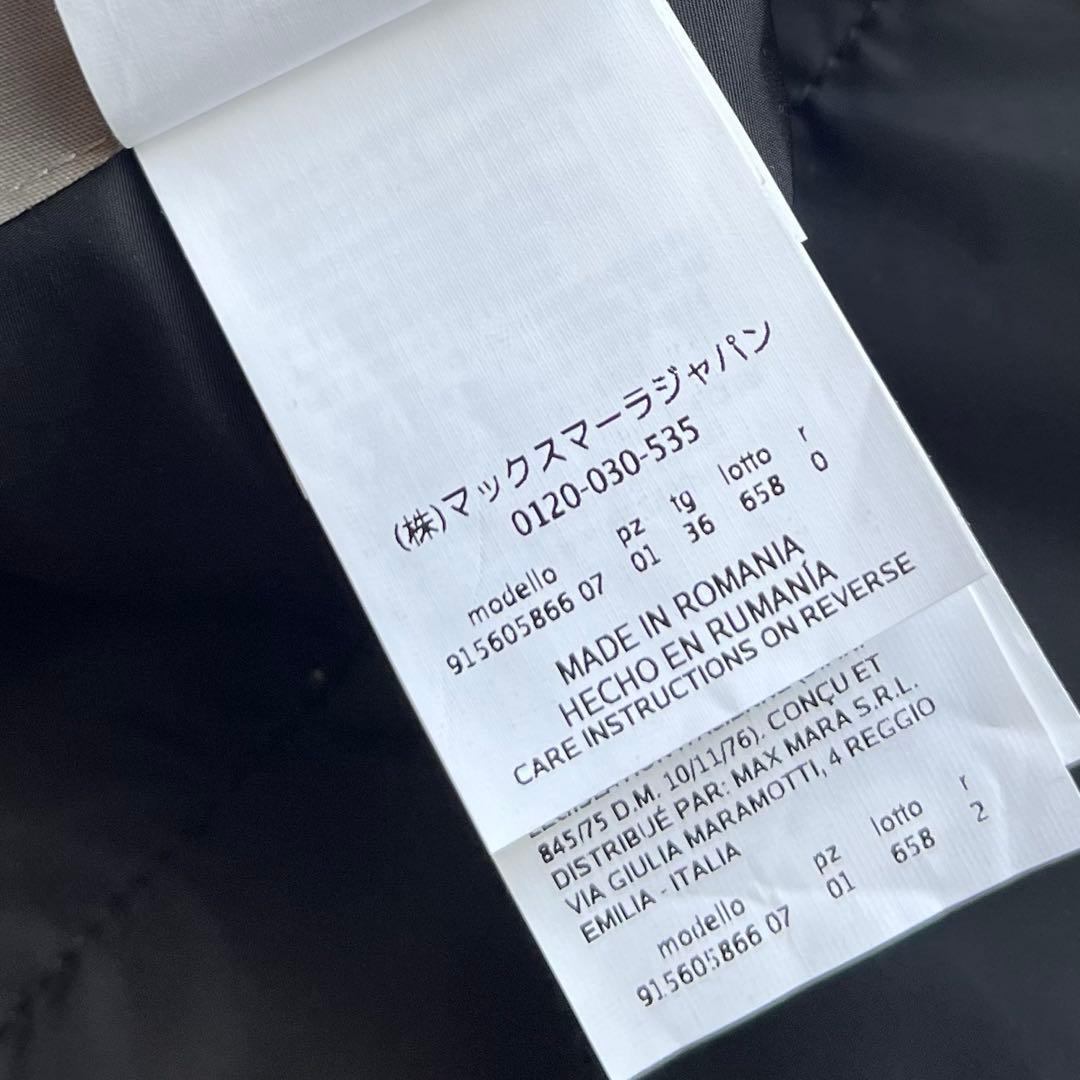 (株)マックスマーラジャパン
0120-030-535
modello pz tg lotto r
915605866 07 01 36 658 0
MADE IN ROMANIA
HECHO EN RUMANÍA
CARE INSTRUCTIONS ON REVERSE
845/75 D.M. 10/11/76). CONÇU ET
DISTRIBUÉ PAR: MAX MARA S.R.L.
VIA GIULIA MARAMOTTI, 4 REGGIO
EMILIA - ITALIA
modello pz lotto r
915605866 07 01 658 2